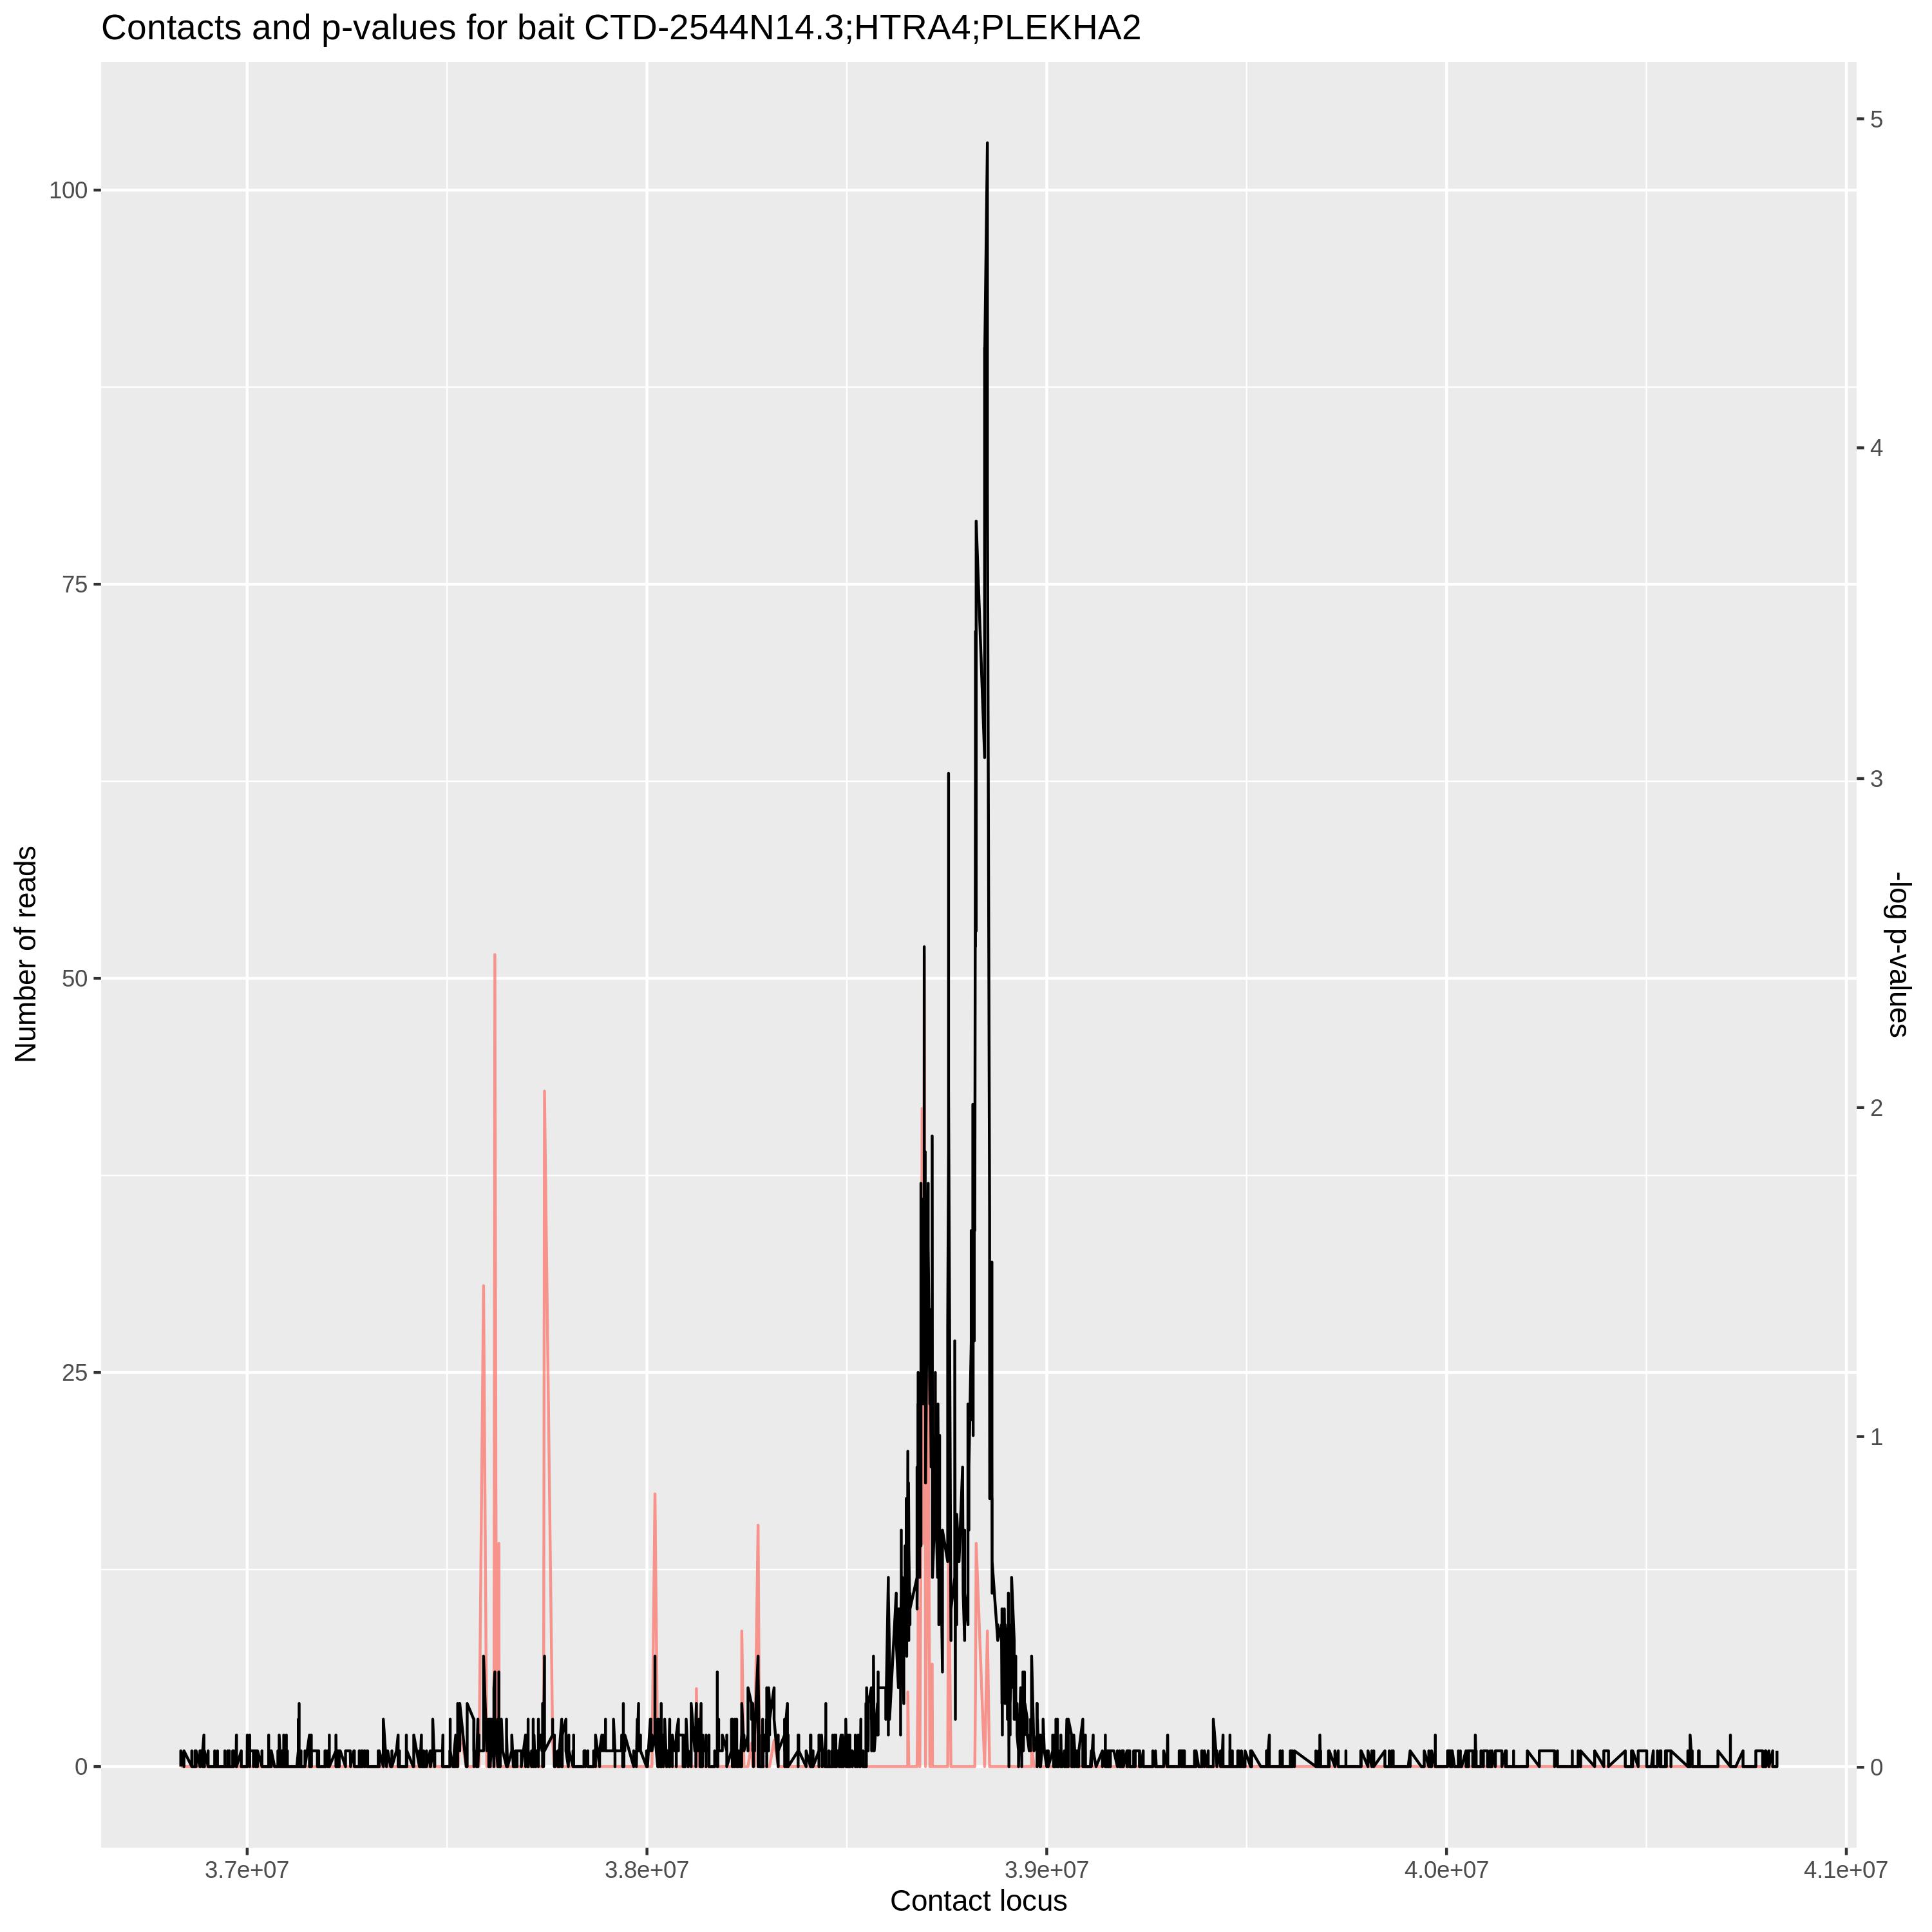 Contacts and p-values for bait CTD-2544N14.3;HTRA4;PLEKHA2
100
75
50
25
0
Number of reads
5
4
3
2
1
0
-log p-values
3.7e+07
3.8e+07
3.9e+07
4.0e+07
4.1e+07
Contact locus